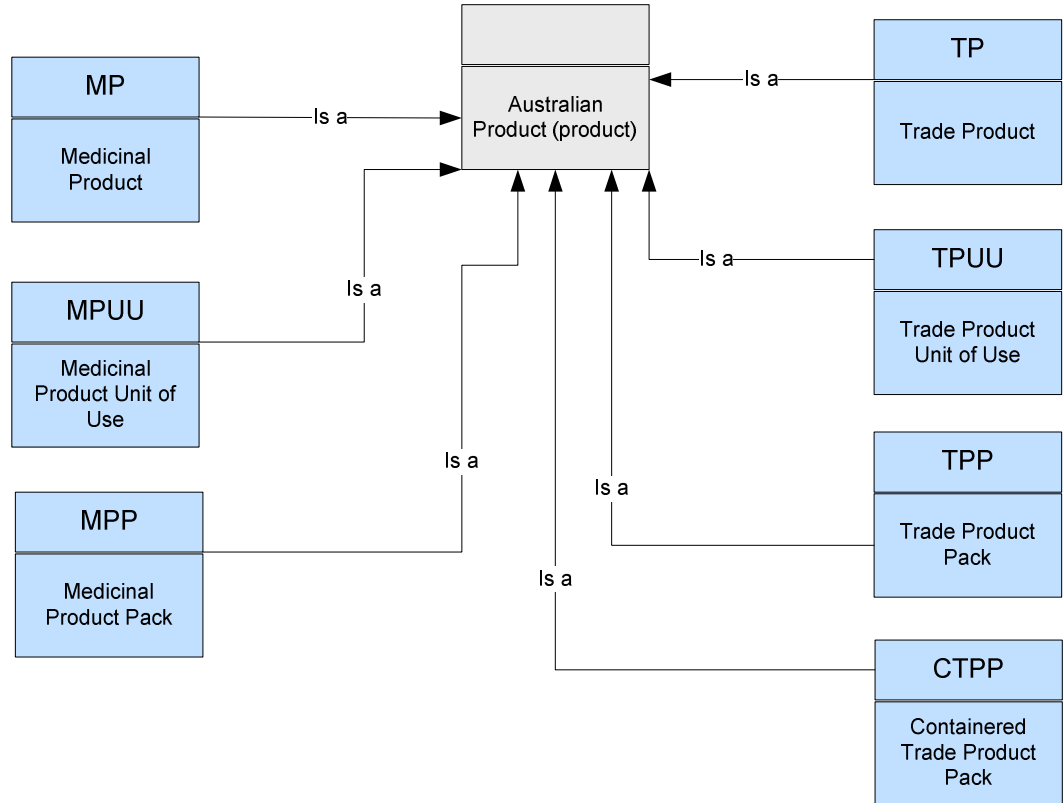 MP
Medicinal
Product
Is a
Australian
Product (product)
Is a
TP
Trade Product
MPUU
Medicinal
Product Unit of
Use
Is a
Is a
TPUU
Trade Product
Unit of Use
MPP
Medicinal
Product Pack
Is a
Is a
TPP
Trade Product
Pack
Is a
CTPP
Containered
Trade Product
Pack